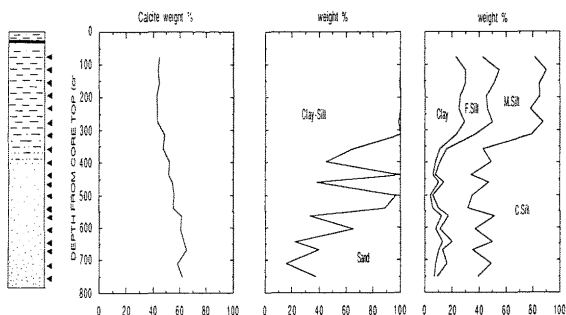 Calcite weight %
weight %
weight %
DEPTH FROM CORE TOP (cr
0
100
200
300
400
500
600
700
800
Clay-Silt
Sand
Clay
F.Silt
M.Silt
C.Silt
0 20 40 60 80 100
0 20 40 60 80 100
0 20 40 60 80 100